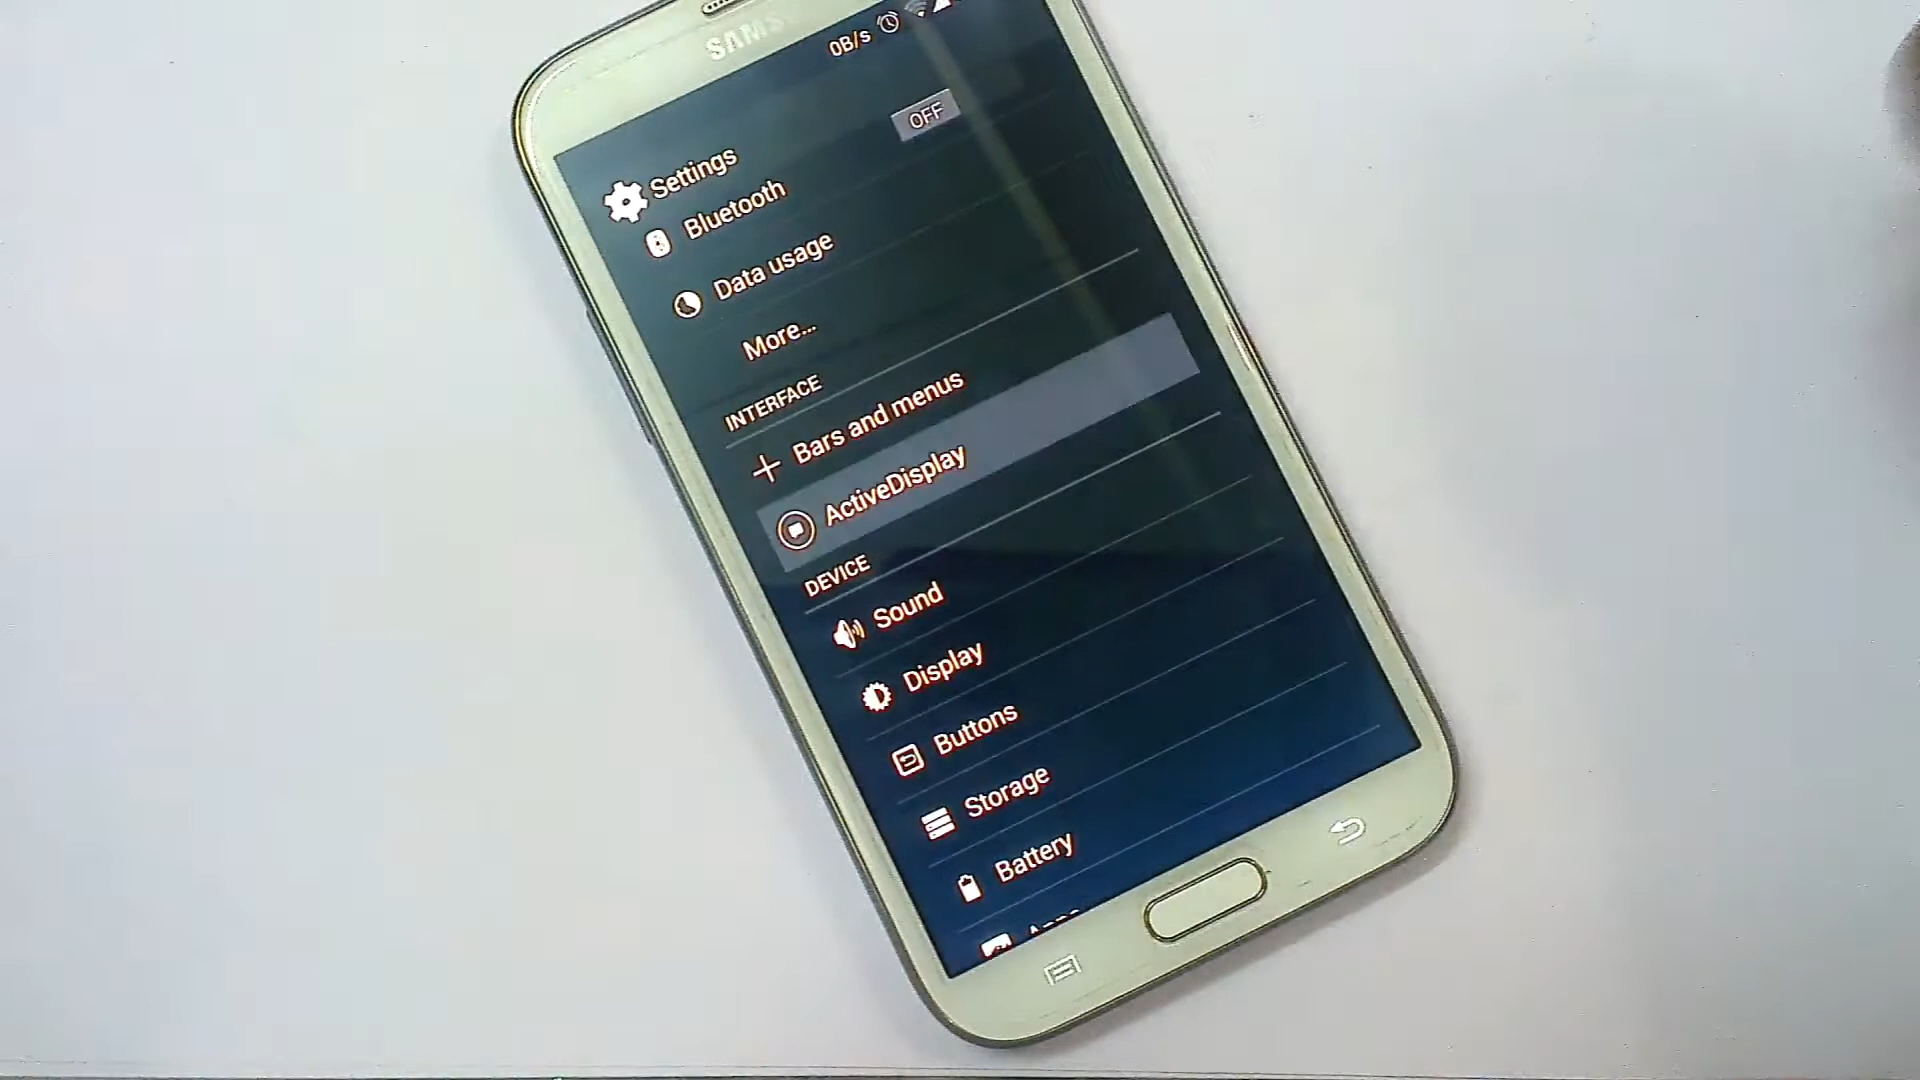 SAMS
0B/s
Settings
Bluetooth
OFF
Data usage
More...
INTERFACE
Bars and menus
ActiveDisplay
DEVICE
Sound
Display
Buttons
Storage
Battery